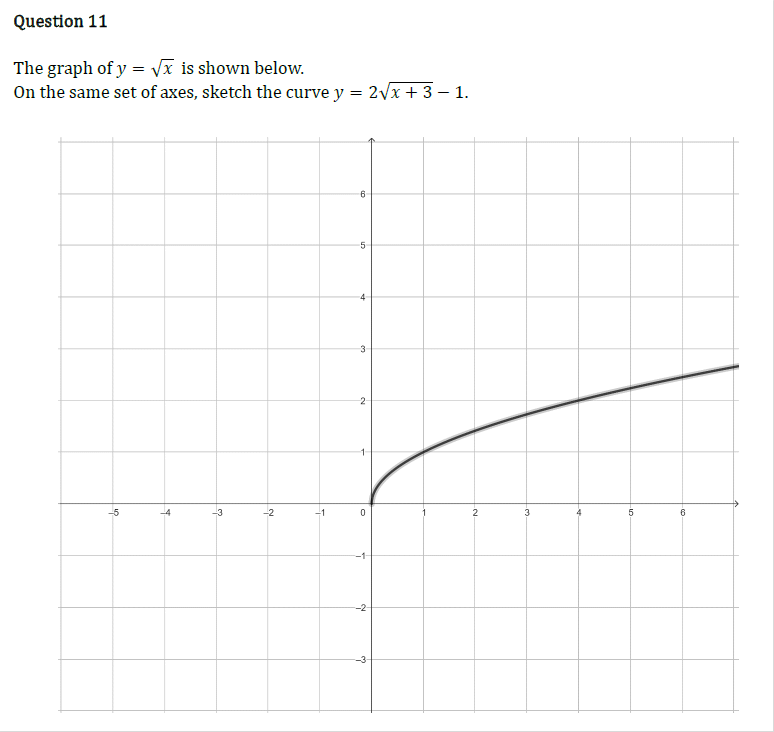 Question 11
The graph of y = √x is shown below.
On the same set of axes, sketch the curve y = 2√(x + 3) − 1.
6
5
4
3
2
1
−5 −4 −3 −2 −1 0 1 2 3 4 5 6
−1
−2
−3